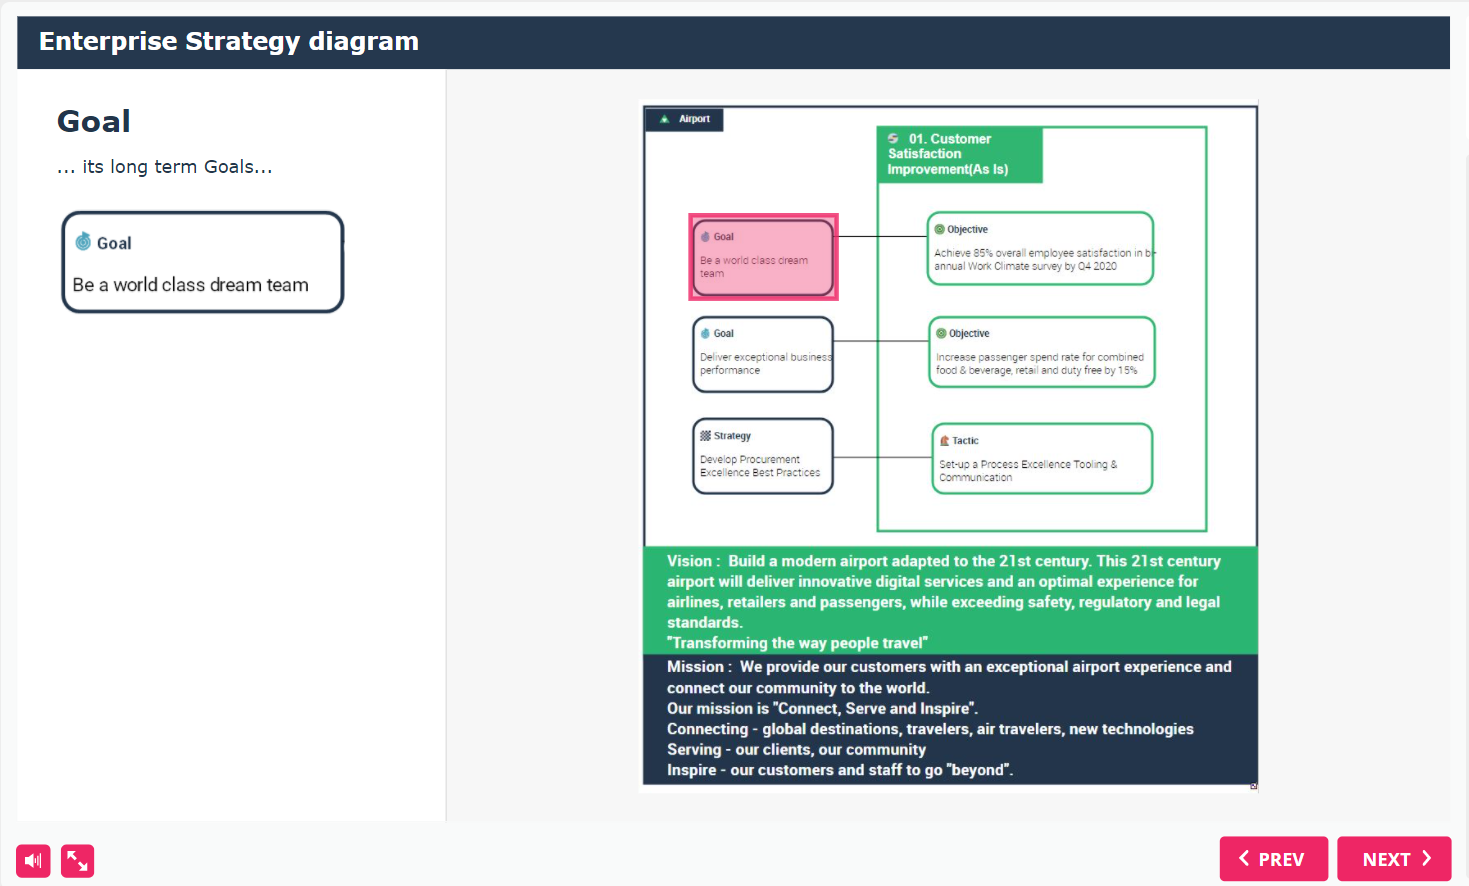 Enterprise Strategy diagram
Goal
... its long term Goals...
Goal
Be a world class dream team
Airport
01. Customer
Satisfaction
Improvement(As Is)
Goal
Be a world class dream
team
Objective
Achieve 85% overall employee satisfaction in bi-
annual Work Climate survey by Q4 2020
Goal
Deliver exceptional business
performance
Objective
Increase passenger spend rate for combined
food & beverage, retail and duty free by 15%
Strategy
Develop Procurement
Excellence Best Practices
Tactic
Set-up a Process Excellence Tooling &
Communication
Vision :  Build a modern airport adapted to the 21st century. This 21st century
airport will deliver innovative digital services and an optimal experience for
airlines, retailers and passengers, while exceeding safety, regulatory and legal
standards.
"Transforming the way people travel"
Mission :  We provide our customers with an exceptional airport experience and
connect our community to the world.
Our mission is "Connect, Serve and Inspire".
Connecting - global destinations, travelers, air travelers, new technologies
Serving - our clients, our community
Inspire - our customers and staff to go "beyond".
PREV
NEXT